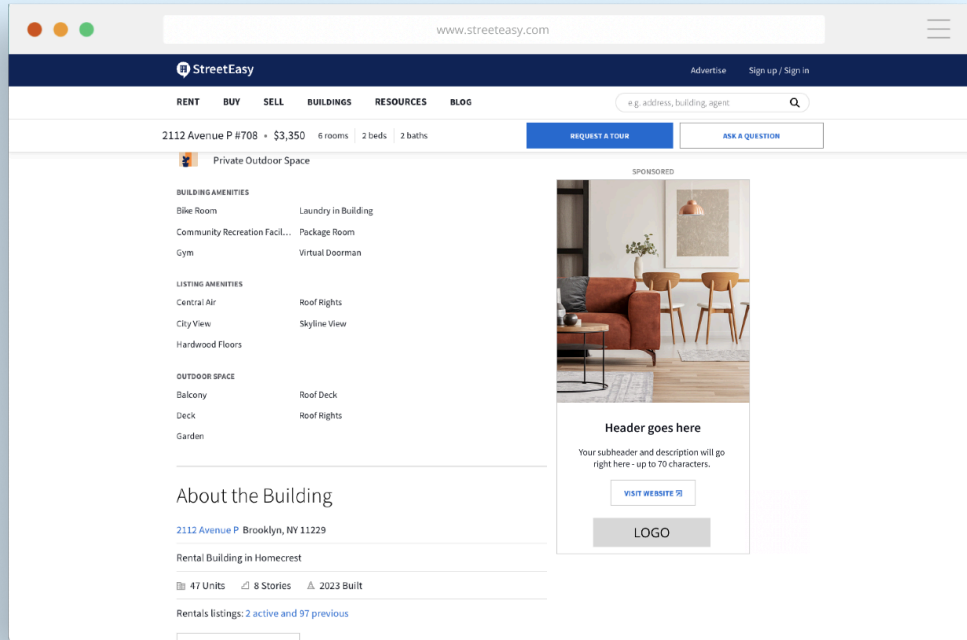 www.streeteasy.com
StreetEasy
Advertise Sign up / Sign in
RENT BUY SELL BUILDINGS RESOURCES BLOG
e.g. address, building, agent
2112 Avenue P #708 • $3,350 6 rooms 2 beds 2 baths
REQUEST A TOUR
ASK A QUESTION
Private Outdoor Space
BUILDING AMENITIES
Bike Room Laundry in Building
Community Recreation Facil... Package Room
Gym Virtual Doorman
LISTING AMENITIES
Central Air Roof Rights
City View Skyline View
Hardwood Floors
OUTDOOR SPACE
Balcony Roof Deck
Deck Roof Rights
Garden
About the Building
2112 Avenue P Brooklyn, NY 11229
Rental Building in Homecrest
47 Units 8 Stories 2023 Built
Rentals listings: 2 active and 97 previous
SPONSORED
Header goes here
Your subheader and description will go
right here - up to 70 characters.
VISIT WEBSITE
LOGO